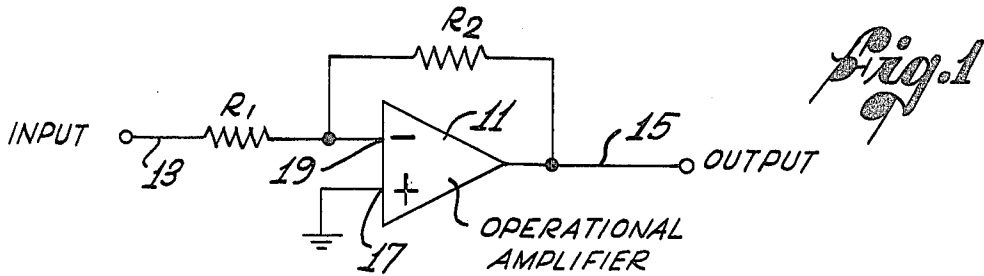 R2
Fig.1
R1
11
INPUT
13
19
−
15
OUTPUT
+
17
OPERATIONAL
AMPLIFIER